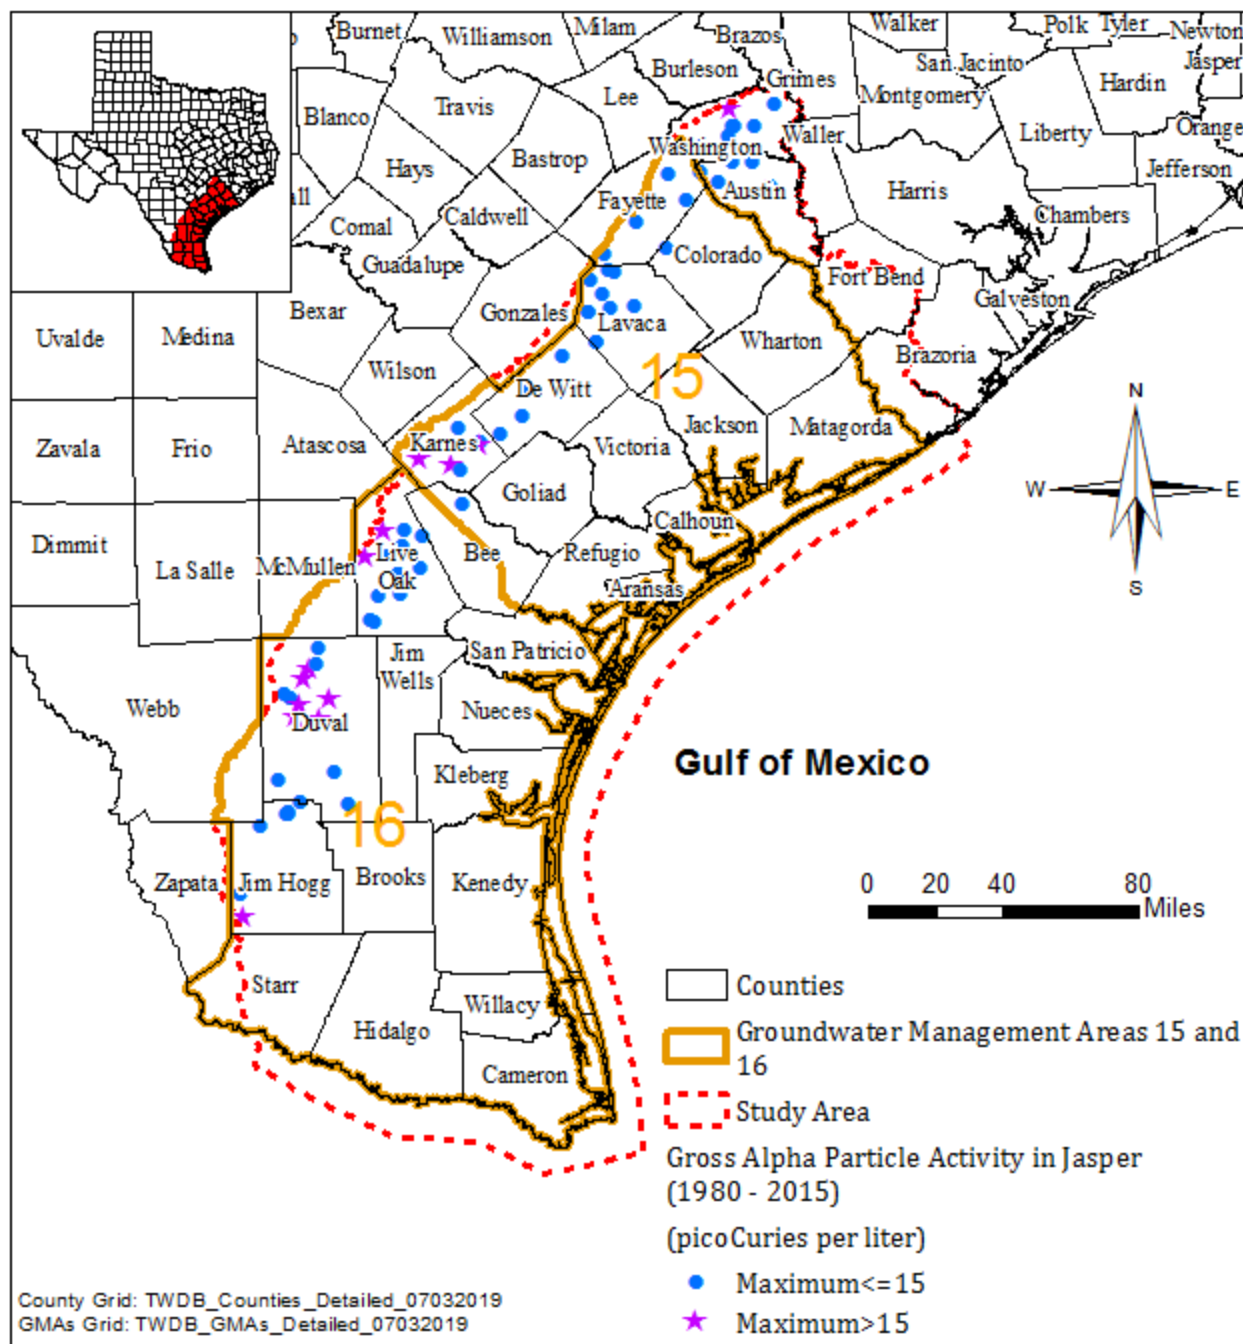 Burnet
Williamson
Milam
Brazos
Walker
Polk
Tyler
Newton
San Jacinto
Jasper
Burleson
Grimes
Hardin
Blanco
Travis
Lee
Montgomery
Liberty
Orange
Washington
Waller
Jefferson
Hays
Bastrop
Austin
Harris
Fayette
Comal
Caldwell
Chambers
Guadalupe
Colorado
Fort Bend
Bexar
Gonzales
Galveston
Uvalde
Medina
Lavaca
Wharton
Wilson
Brazoria
De Witt
15
Zavala
Frio
Atascosa
Karnes
Victoria
Jackson
Matagorda
N
W
E
S
Goliad
Dimmit
La Salle
McMullen
Live
Oak
Bee
Refugio
Calhoun
Aransas
Jim
Wells
San Patricio
Webb
Duval
Nueces
Kleberg
Gulf of Mexico
16
Zapata
Jim Hogg
Brooks
Kenedy
0 20 40 80
Miles
Starr
Hidalgo
Willacy
Cameron
Counties
Groundwater Management Areas 15 and
16
Study Area
Gross Alpha Particle Activity in Jasper
(1980 - 2015)
(picoCuries per liter)
Maximum<=15
Maximum>15
County Grid: TWDB_Counties_Detailed_07032019
GMAs Grid: TWDB_GMAs_Detailed_07032019